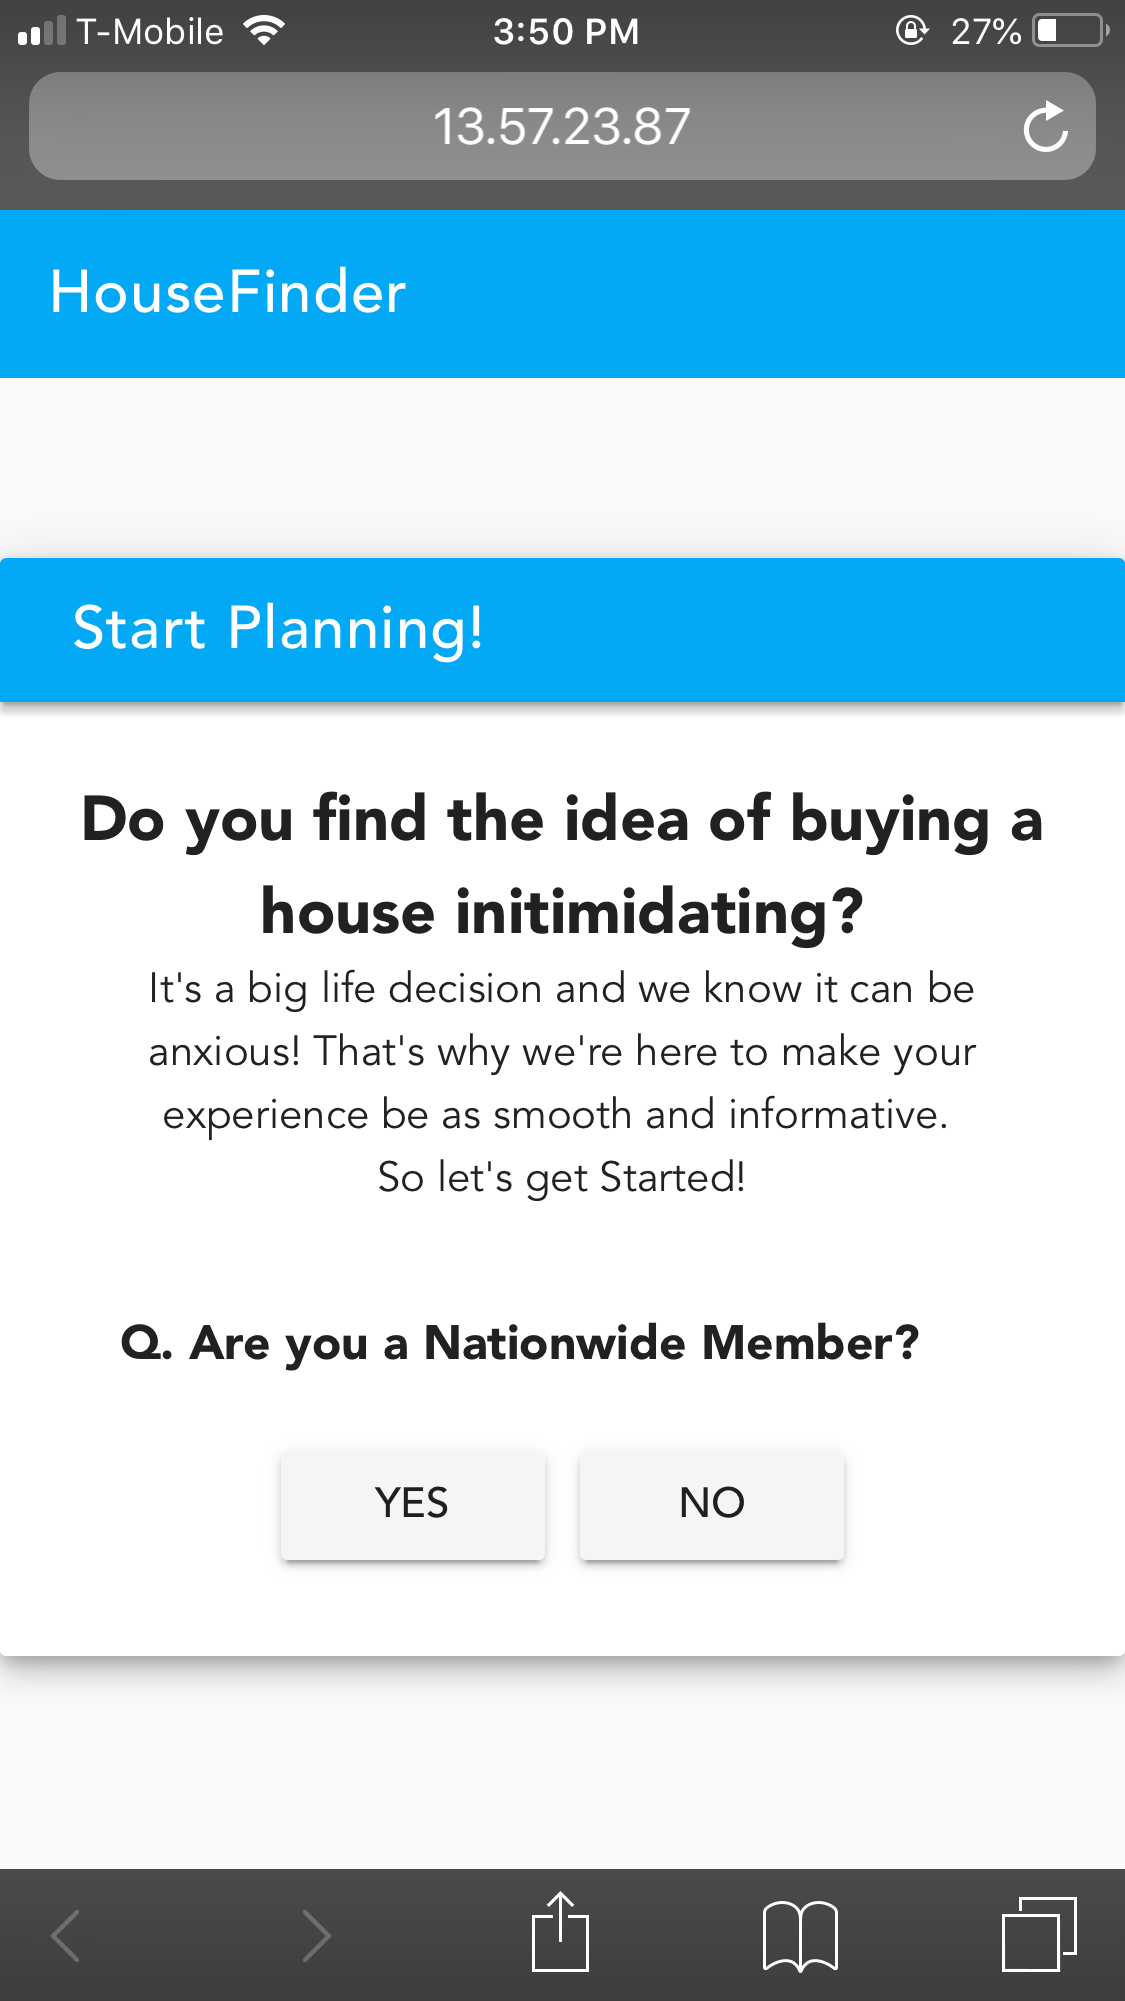 T-Mobile 3:50 PM 27%
13.57.23.87
HouseFinder
Start Planning!
Do you find the idea of buying a
house initimidating?
It's a big life decision and we know it can be
anxious! That's why we're here to make your
experience be as smooth and informative.
So let's get Started!
Q. Are you a Nationwide Member?
YES NO